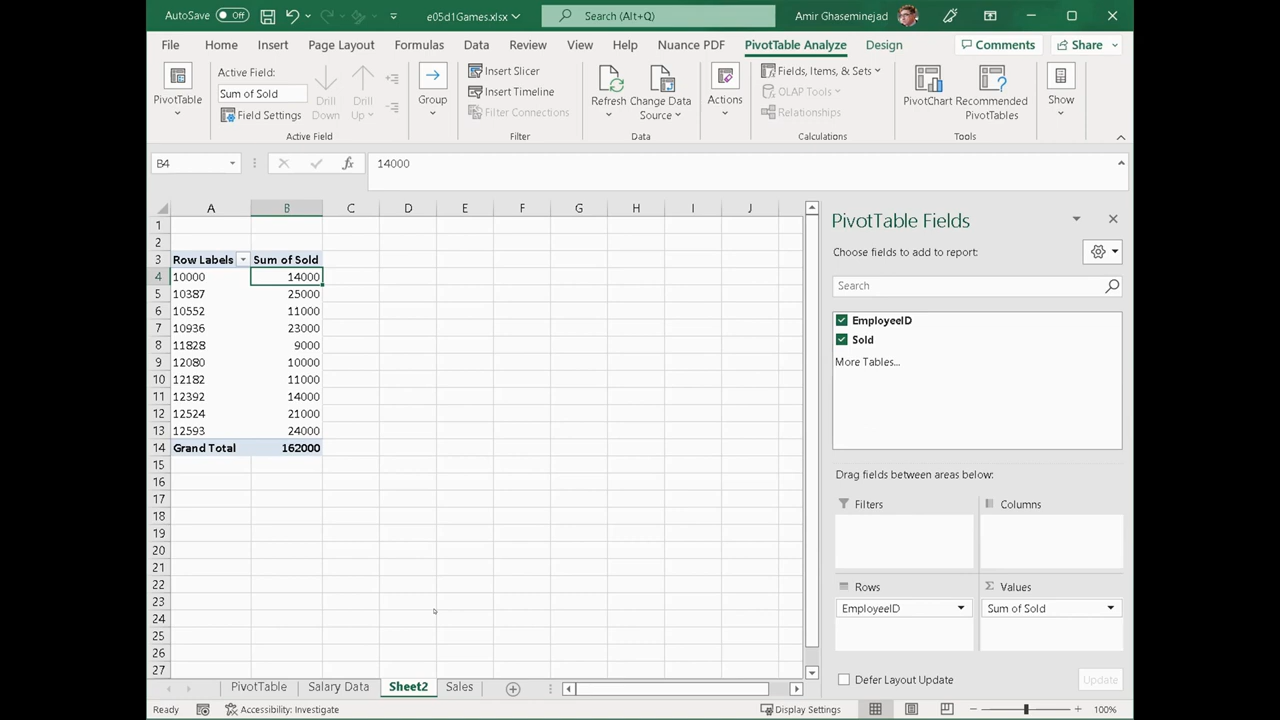 AutoSave Off e05d1Games.xlsx Search (Alt+Q) Amir Ghaseminejad
File Home Insert Page Layout Formulas Data Review View Help Nuance PDF PivotTable Analyze Design Comments Share
PivotTable
Active Field:
Sum of Sold
Field Settings
Drill Down
Drill Up
Active Field
Group
Insert Slicer
Insert Timeline
Filter Connections
Filter
Refresh
Change Data Source
Data
Actions
Fields, Items, & Sets
OLAP Tools
Relationships
Calculations
PivotChart
Recommended PivotTables
Tools
Show
B4 fx 14000
A B C D E F G H I J
1
2
3 Row Labels Sum of Sold
4 10000 14000
5 10387 25000
6 10552 11000
7 10936 23000
8 11828 9000
9 12080 10000
10 12182 11000
11 12392 14000
12 12524 21000
13 12593 24000
14 Grand Total 162000
15
16
17
18
19
20
21
22
23
24
25
26
27
PivotTable Fields
Choose fields to add to report:
Search
EmployeeID
Sold
More Tables...
Drag fields between areas below:
Filters Columns
Rows Σ Values
EmployeeID Sum of Sold
Defer Layout Update Update
PivotTable Salary Data Sheet2 Sales
Ready Accessibility: Investigate Display Settings 100%